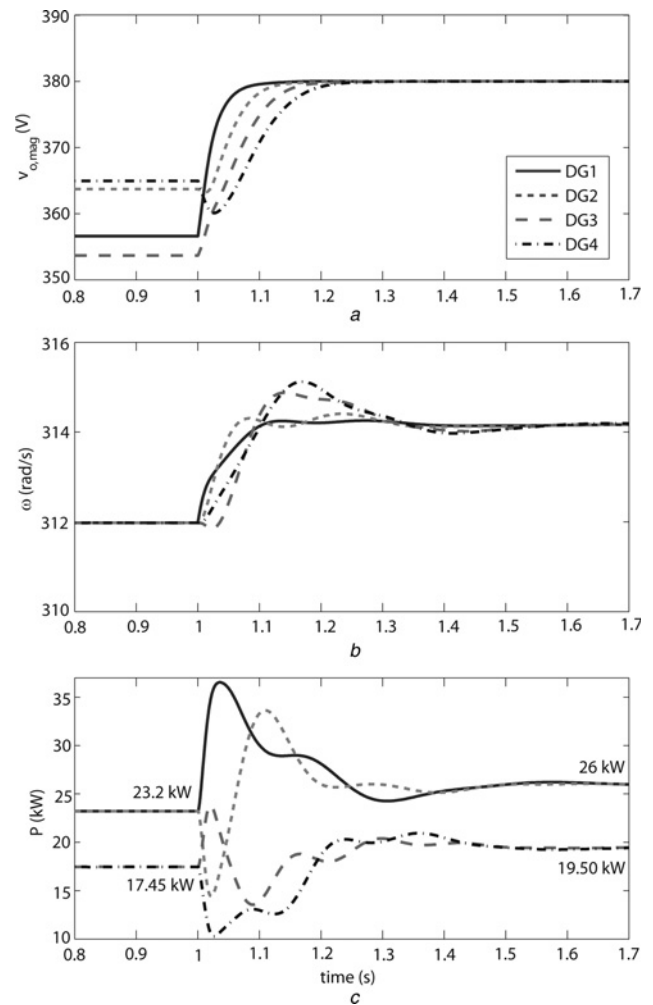 390
380
370
360
350
v o,mag (V)
DG1
DG2
DG3
DG4
0.8 0.9 1 1.1 1.2 1.3 1.4 1.5 1.6 1.7
a
316
314
312
310
ω (rad/s)
0.8 0.9 1 1.1 1.2 1.3 1.4 1.5 1.6 1.7
b
35
30
25
20
15
10
P (kW)
23.2 kW
26 kW
17.45 kW
19.50 kW
0.8 0.9 1 1.1 1.2 1.3 1.4 1.5 1.6 1.7
time (s)
c